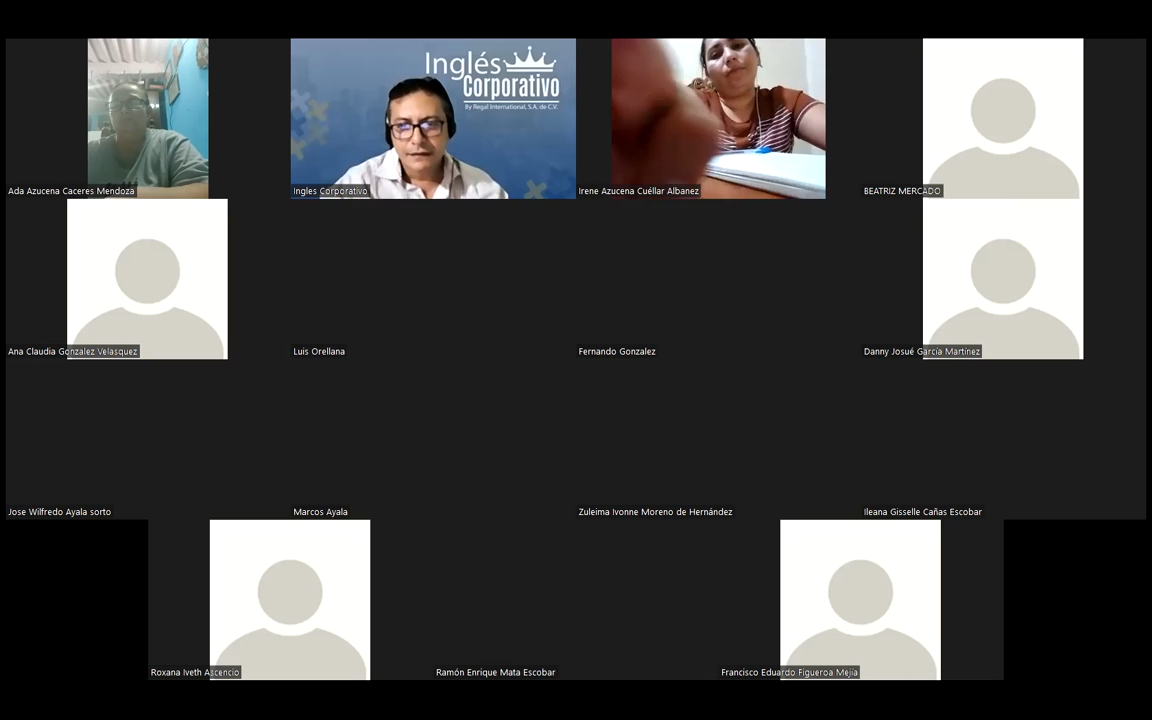 Inglés
Corporativo
By Regal International, S.A. de C.V.
Ada Azucena Caceres Mendoza
Ingles Corporativo
Irene Azucena Cuéllar Albanez
BEATRIZ MERCADO
Ana Claudia Gonzalez Velasquez
Luis Orellana
Fernando Gonzalez
Danny Josué García Martínez
Jose Wilfredo Ayala sorto
Marcos Ayala
Zuleima Ivonne Moreno de Hernández
Ileana Gisselle Cañas Escobar
Roxana Iveth Ascencio
Ramón Enrique Mata Escobar
Francisco Eduardo Figueroa Mejía